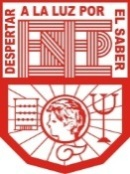 DESPERTAR A LA LUZ POR EL SABER
ENP